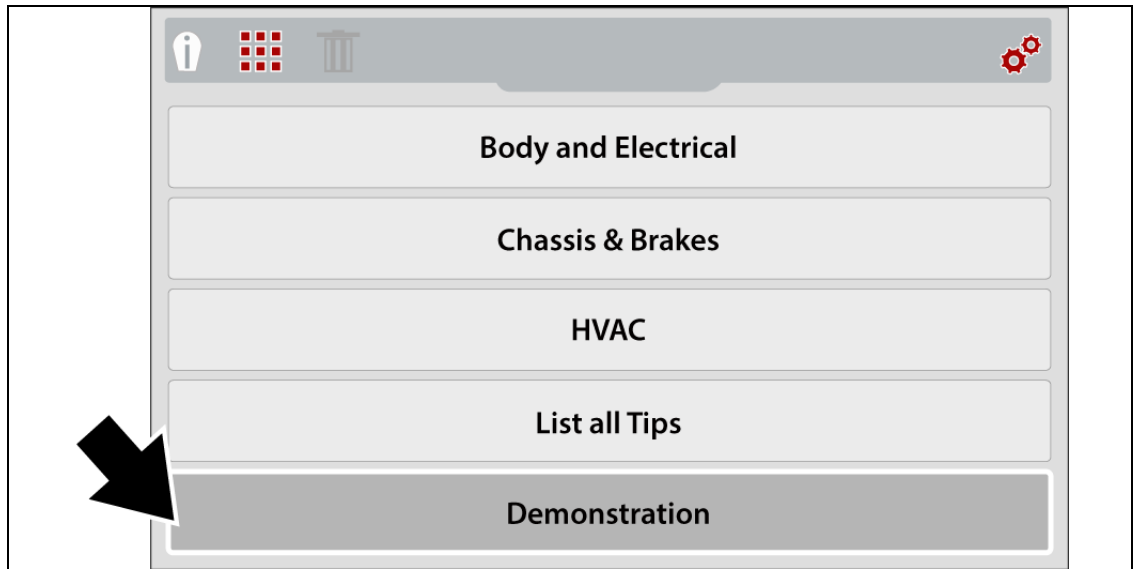 Body and Electrical
Chassis & Brakes
HVAC
List all Tips
Demonstration